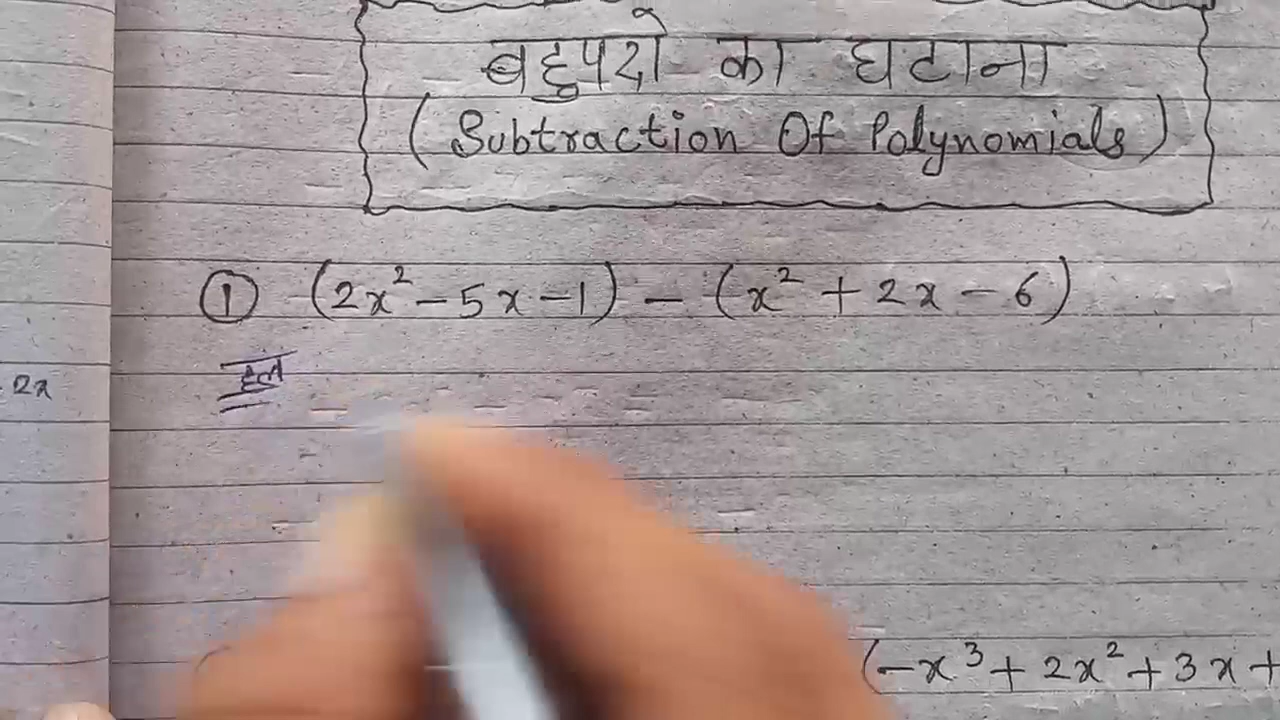 बहुपदो का घटाना
(Subtraction Of Polynomials)
① (2x² - 5x - 1) - (x² + 2x - 6)
हल
2x
(-x³ + 2x² + 3x +